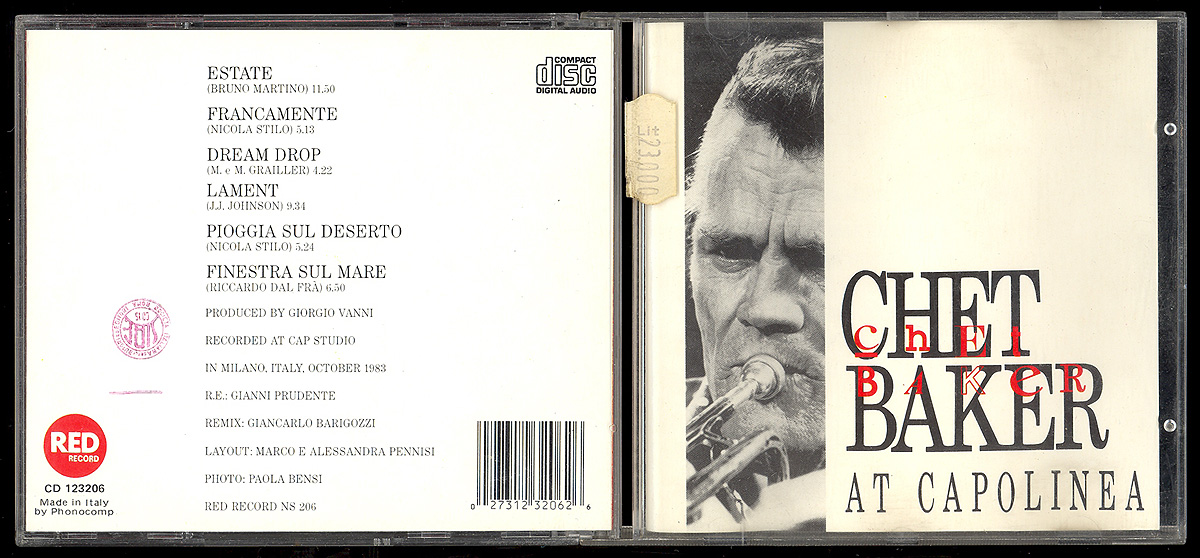 ESTATE
(BRUNO MARTINO) 11.50
FRANCAMENTE
(NICOLA STILO) 5.13
DREAM DROP
(M. e M. GRAILLER) 4.22
LAMENT
(J.J. JOHNSON) 9.34
PIOGGIA SUL DESERTO
(NICOLA STILO) 5.24
FINESTRA SUL MARE
(RICCARDO DAL FRÀ) 6.50
PRODUCED BY GIORGIO VANNI
RECORDED AT CAP STUDIO
IN MILANO, ITALY, OCTOBER 1983
R.E.: GIANNI PRUDENTE
REMIX: GIANCARLO BARIGOZZI
LAYOUT: MARCO E ALESSANDRA PENNISI
PHOTO: PAOLA BENSI
RED RECORD NS 206
COMPACT
disc
DIGITAL AUDIO
SIAE
RED
RECORD
CD 123206
Made in Italy
by Phonocomp
0 27312 32062 6
Lit
23.000
CHET
chEt
BAKER
BAKER
AT CAPOLINEA